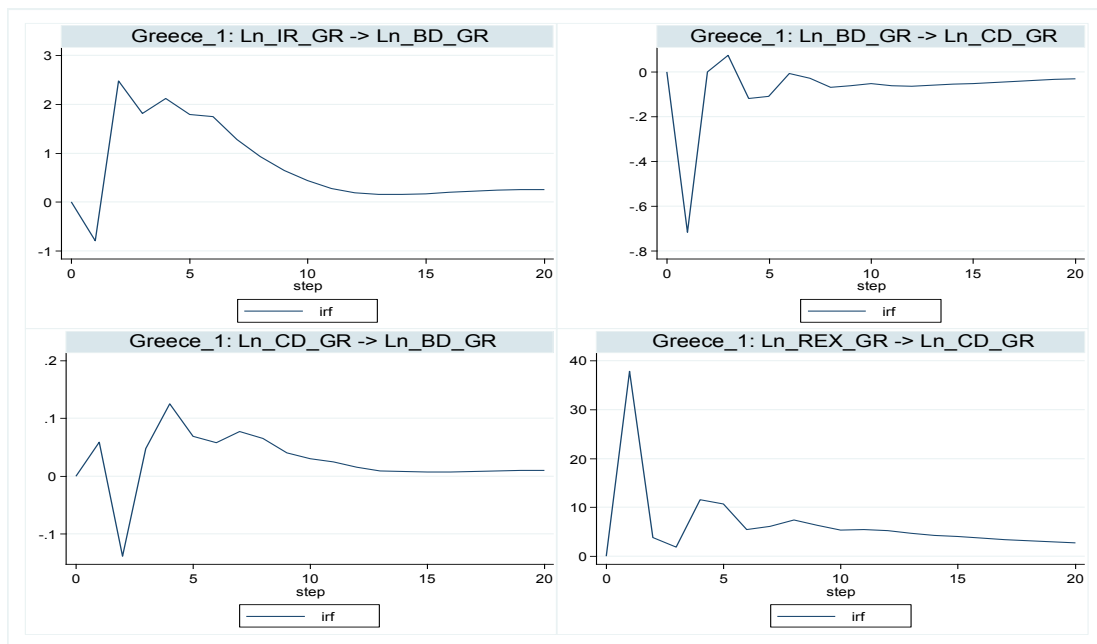 Greece_1: Ln_IR_GR -> Ln_BD_GR
3
2
1
0
-1
0 5 10 15 20
step
irf
Greece_1: Ln_BD_GR -> Ln_CD_GR
0
-.2
-.4
-.6
-.8
0 5 10 15 20
step
irf
Greece_1: Ln_CD_GR -> Ln_BD_GR
.2
.1
0
-.1
0 5 10 15 20
step
irf
Greece_1: Ln_REX_GR -> Ln_CD_GR
40
30
20
10
0
0 5 10 15 20
step
irf